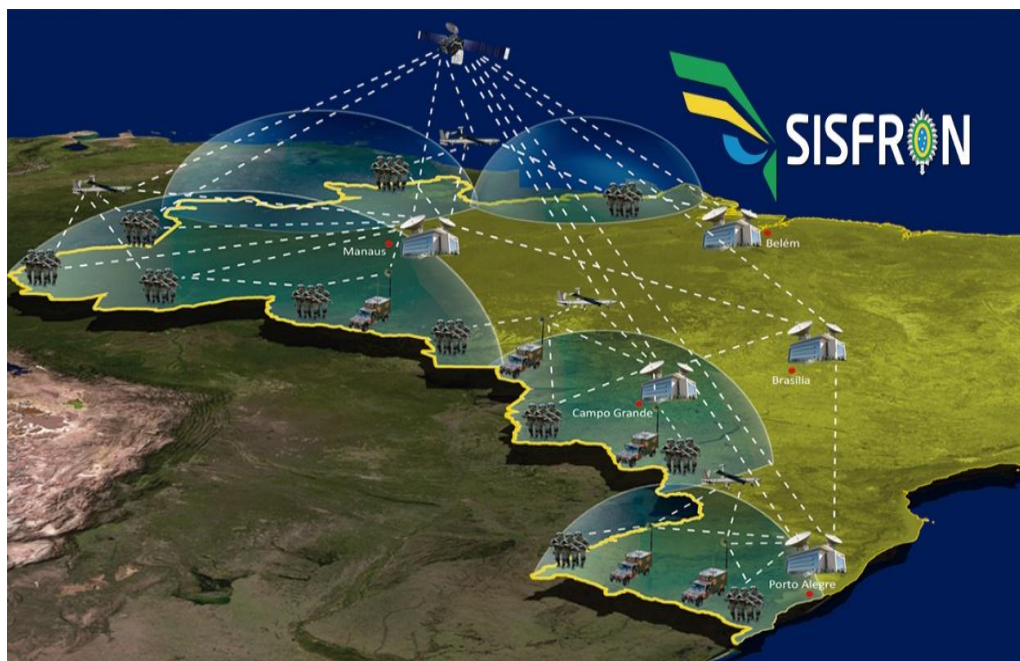 SISFRON
Manaus
Belém
Brasília
Campo Grande
Porto Alegre